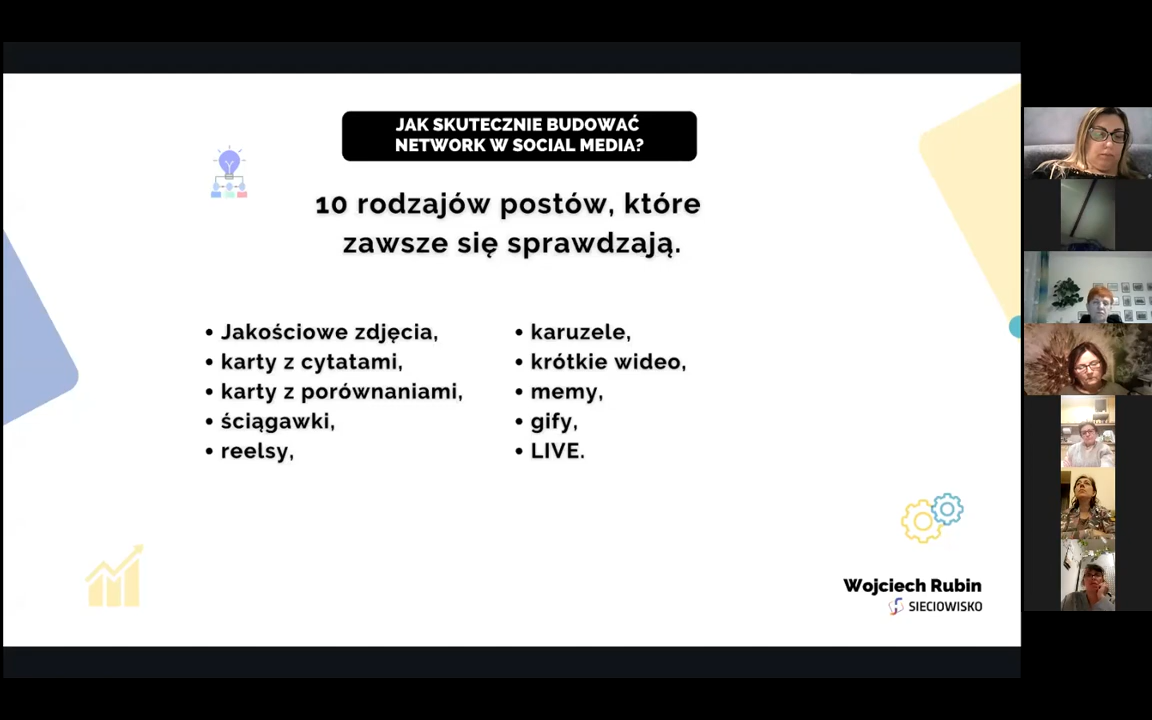 JAK SKUTECZNIE BUDOWAĆ
NETWORK W SOCIAL MEDIA?
10 rodzajów postów, które
zawsze się sprawdzają.
• Jakościowe zdjęcia,
• karty z cytatami,
• karty z porównaniami,
• ściągawki,
• reelsy,
• karuzele,
• krótkie wideo,
• memy,
• gify,
• LIVE.
Wojciech Rubin
SIECIOWISKO